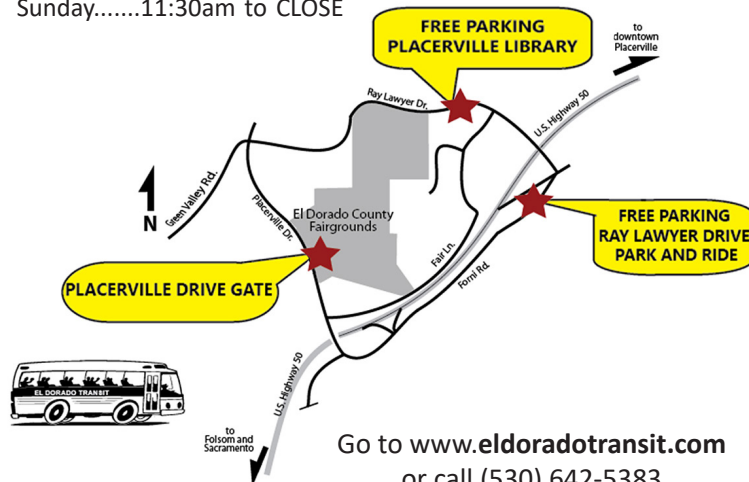 Sunday.......11:30am to CLOSE
FREE PARKING
PLACERVILLE LIBRARY
to
downtown
Placerville
Ray Lawyer Dr.
U.S. Highway 50
Green Valley Rd.
N
Placerville Dr.
El Dorado County
Fairgrounds
FREE PARKING
RAY LAWYER DRIVE
PARK AND RIDE
Fair Ln.
Forni Rd.
PLACERVILLE DRIVE GATE
EL DORADO TRANSIT
U.S. Highway 50
to
Folsom and
Sacramento
Go to www.eldoradotransit.com
or call (530) 642-5383